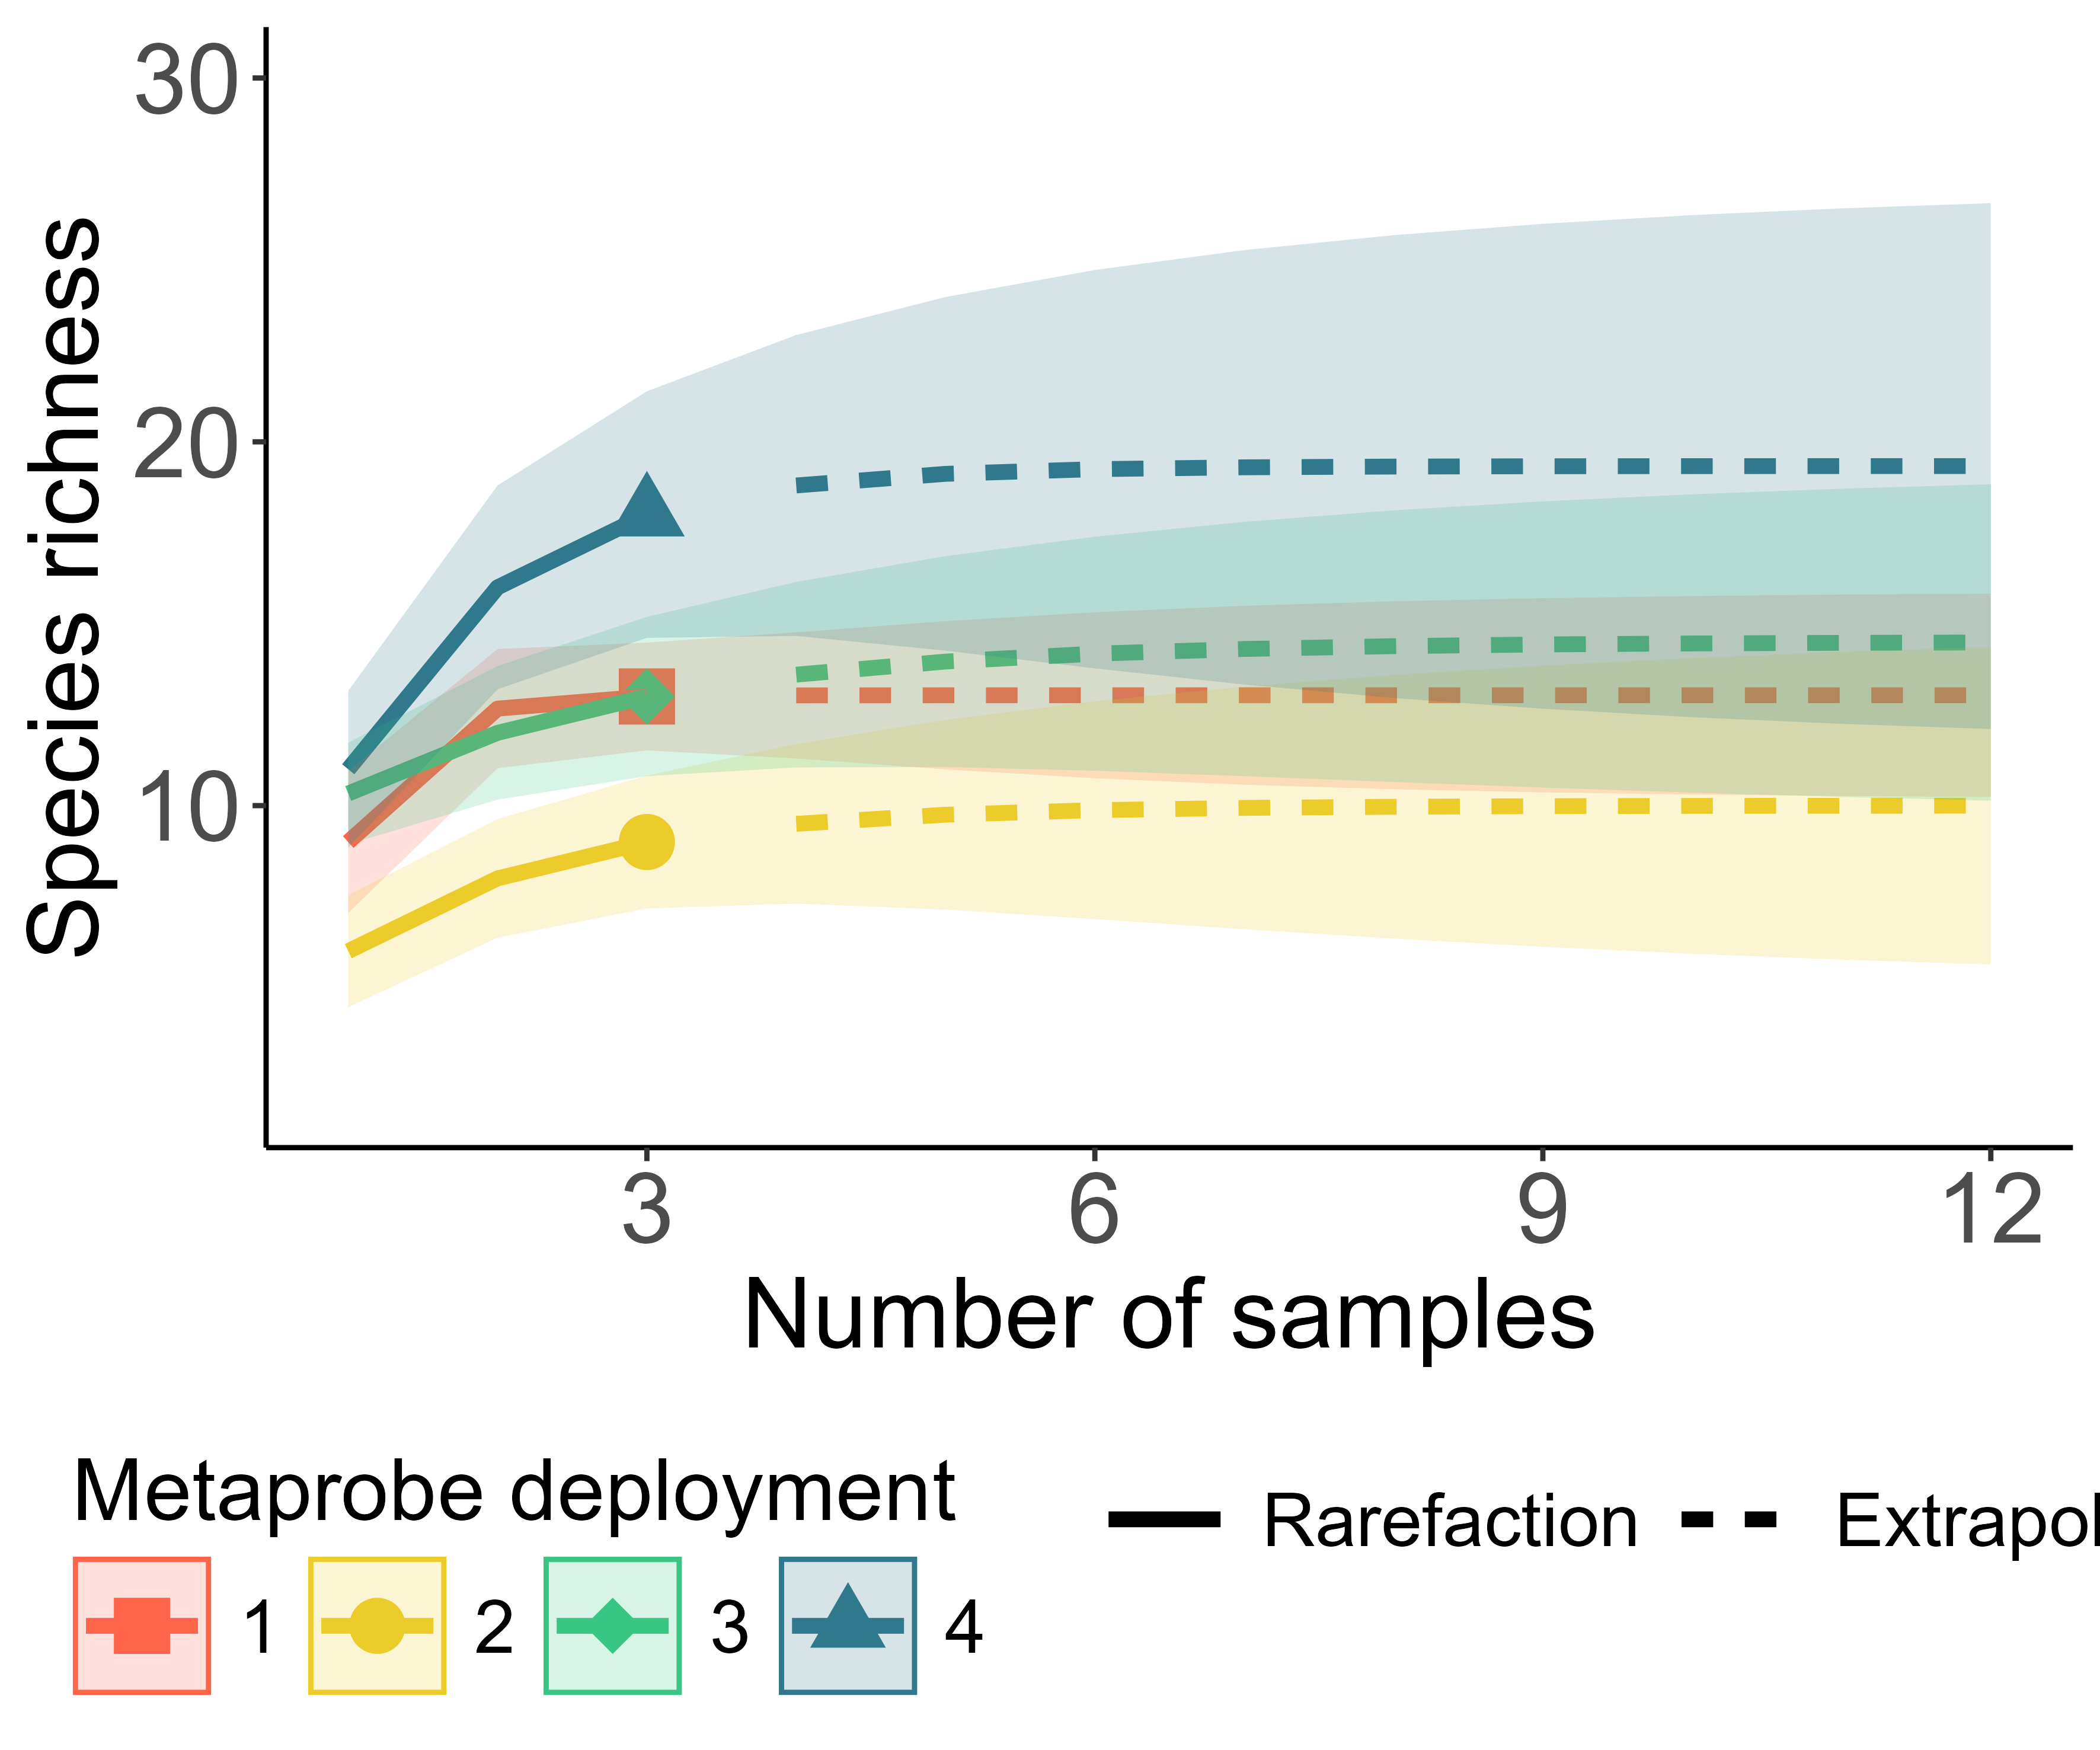 30
20
10
Species richness
3 6 9 12
Number of samples
Metaprobe deployment
1 2 3 4
Rarefaction Extrapol